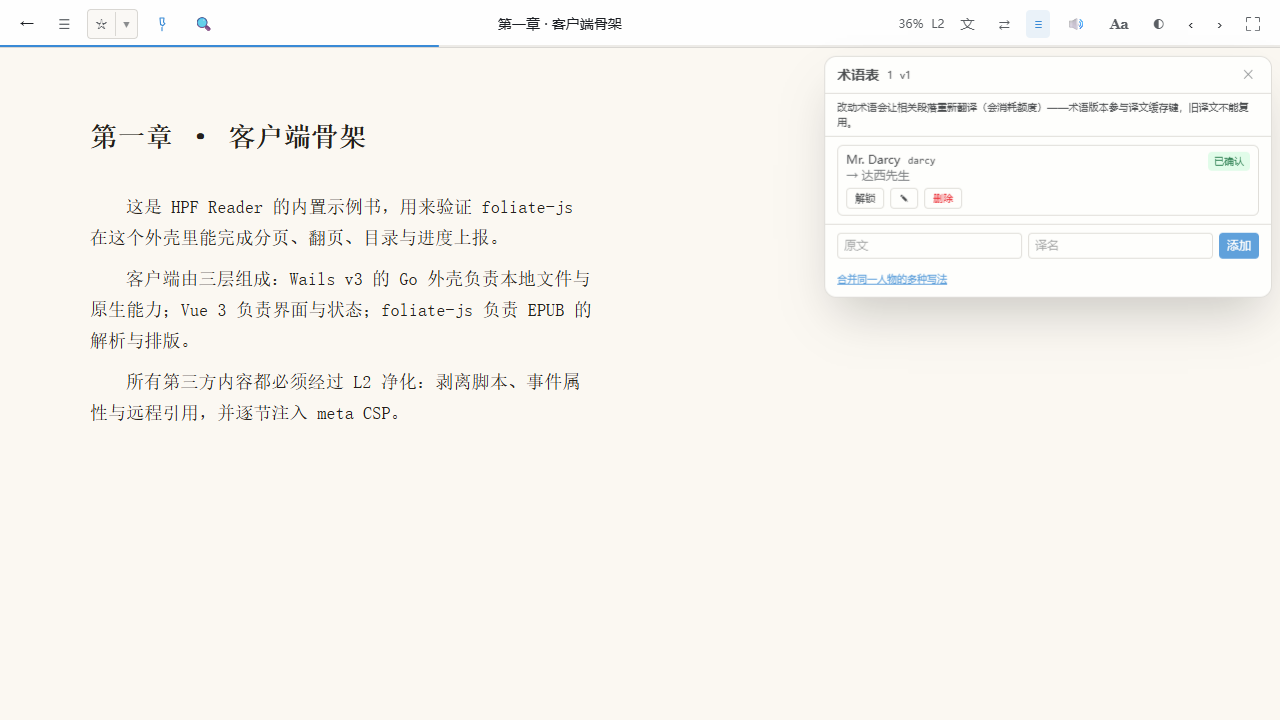 第一章 · 客户端骨架
36% L2 文
Aa
术语表 1 v1
改动术语会让相关段落重新翻译（会消耗额度）——术语版本参与译文缓存键，旧译文不能复
用。
Mr. Darcy darcy 已确认
→ 达西先生
解锁 删除
原文 译名 添加
合并同一人物的多种写法
第一章 · 客户端骨架
这是 HPF Reader 的内置示例书，用来验证 foliate-js
在这个外壳里能完成分页、翻页、目录与进度上报。
客户端由三层组成：Wails v3 的 Go 外壳负责本地文件与
原生能力；Vue 3 负责界面与状态；foliate-js 负责 EPUB 的
解析与排版。
所有第三方内容都必须经过 L2 净化：剥离脚本、事件属
性与远程引用，并逐节注入 meta CSP。